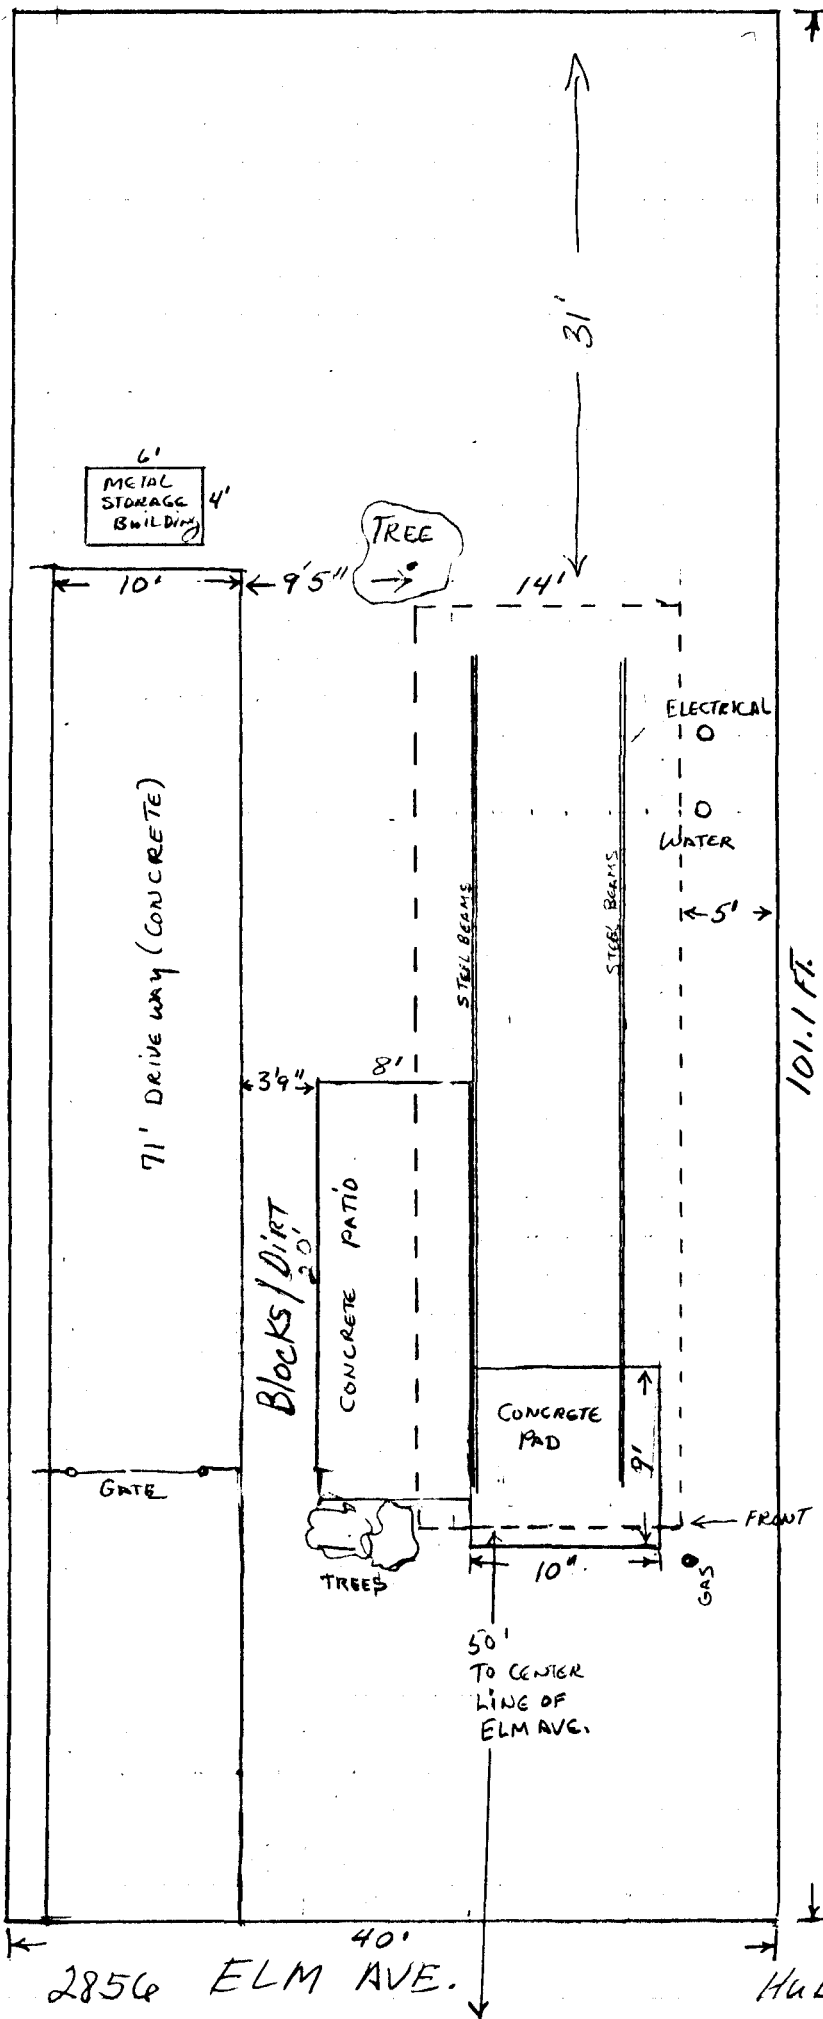 31'
6'
METAL
STORAGE
BUILDING
4'
TREE
10'
9'5"
14'
ELECTRICAL
WATER
5'
STEEL BEAMS
STEEL BEAMS
71' DRIVE WAY (CONCRETE)
101.1 FT.
3'9"
8'
Blocks/Dirt
20'
CONCRETE PATIO
CONCRETE
PAD
9'
GATE
FRONT
TREES
10"
GAS
50'
TO CENTER
LINE OF
ELM AVE.
40'
2856 ELM AVE.